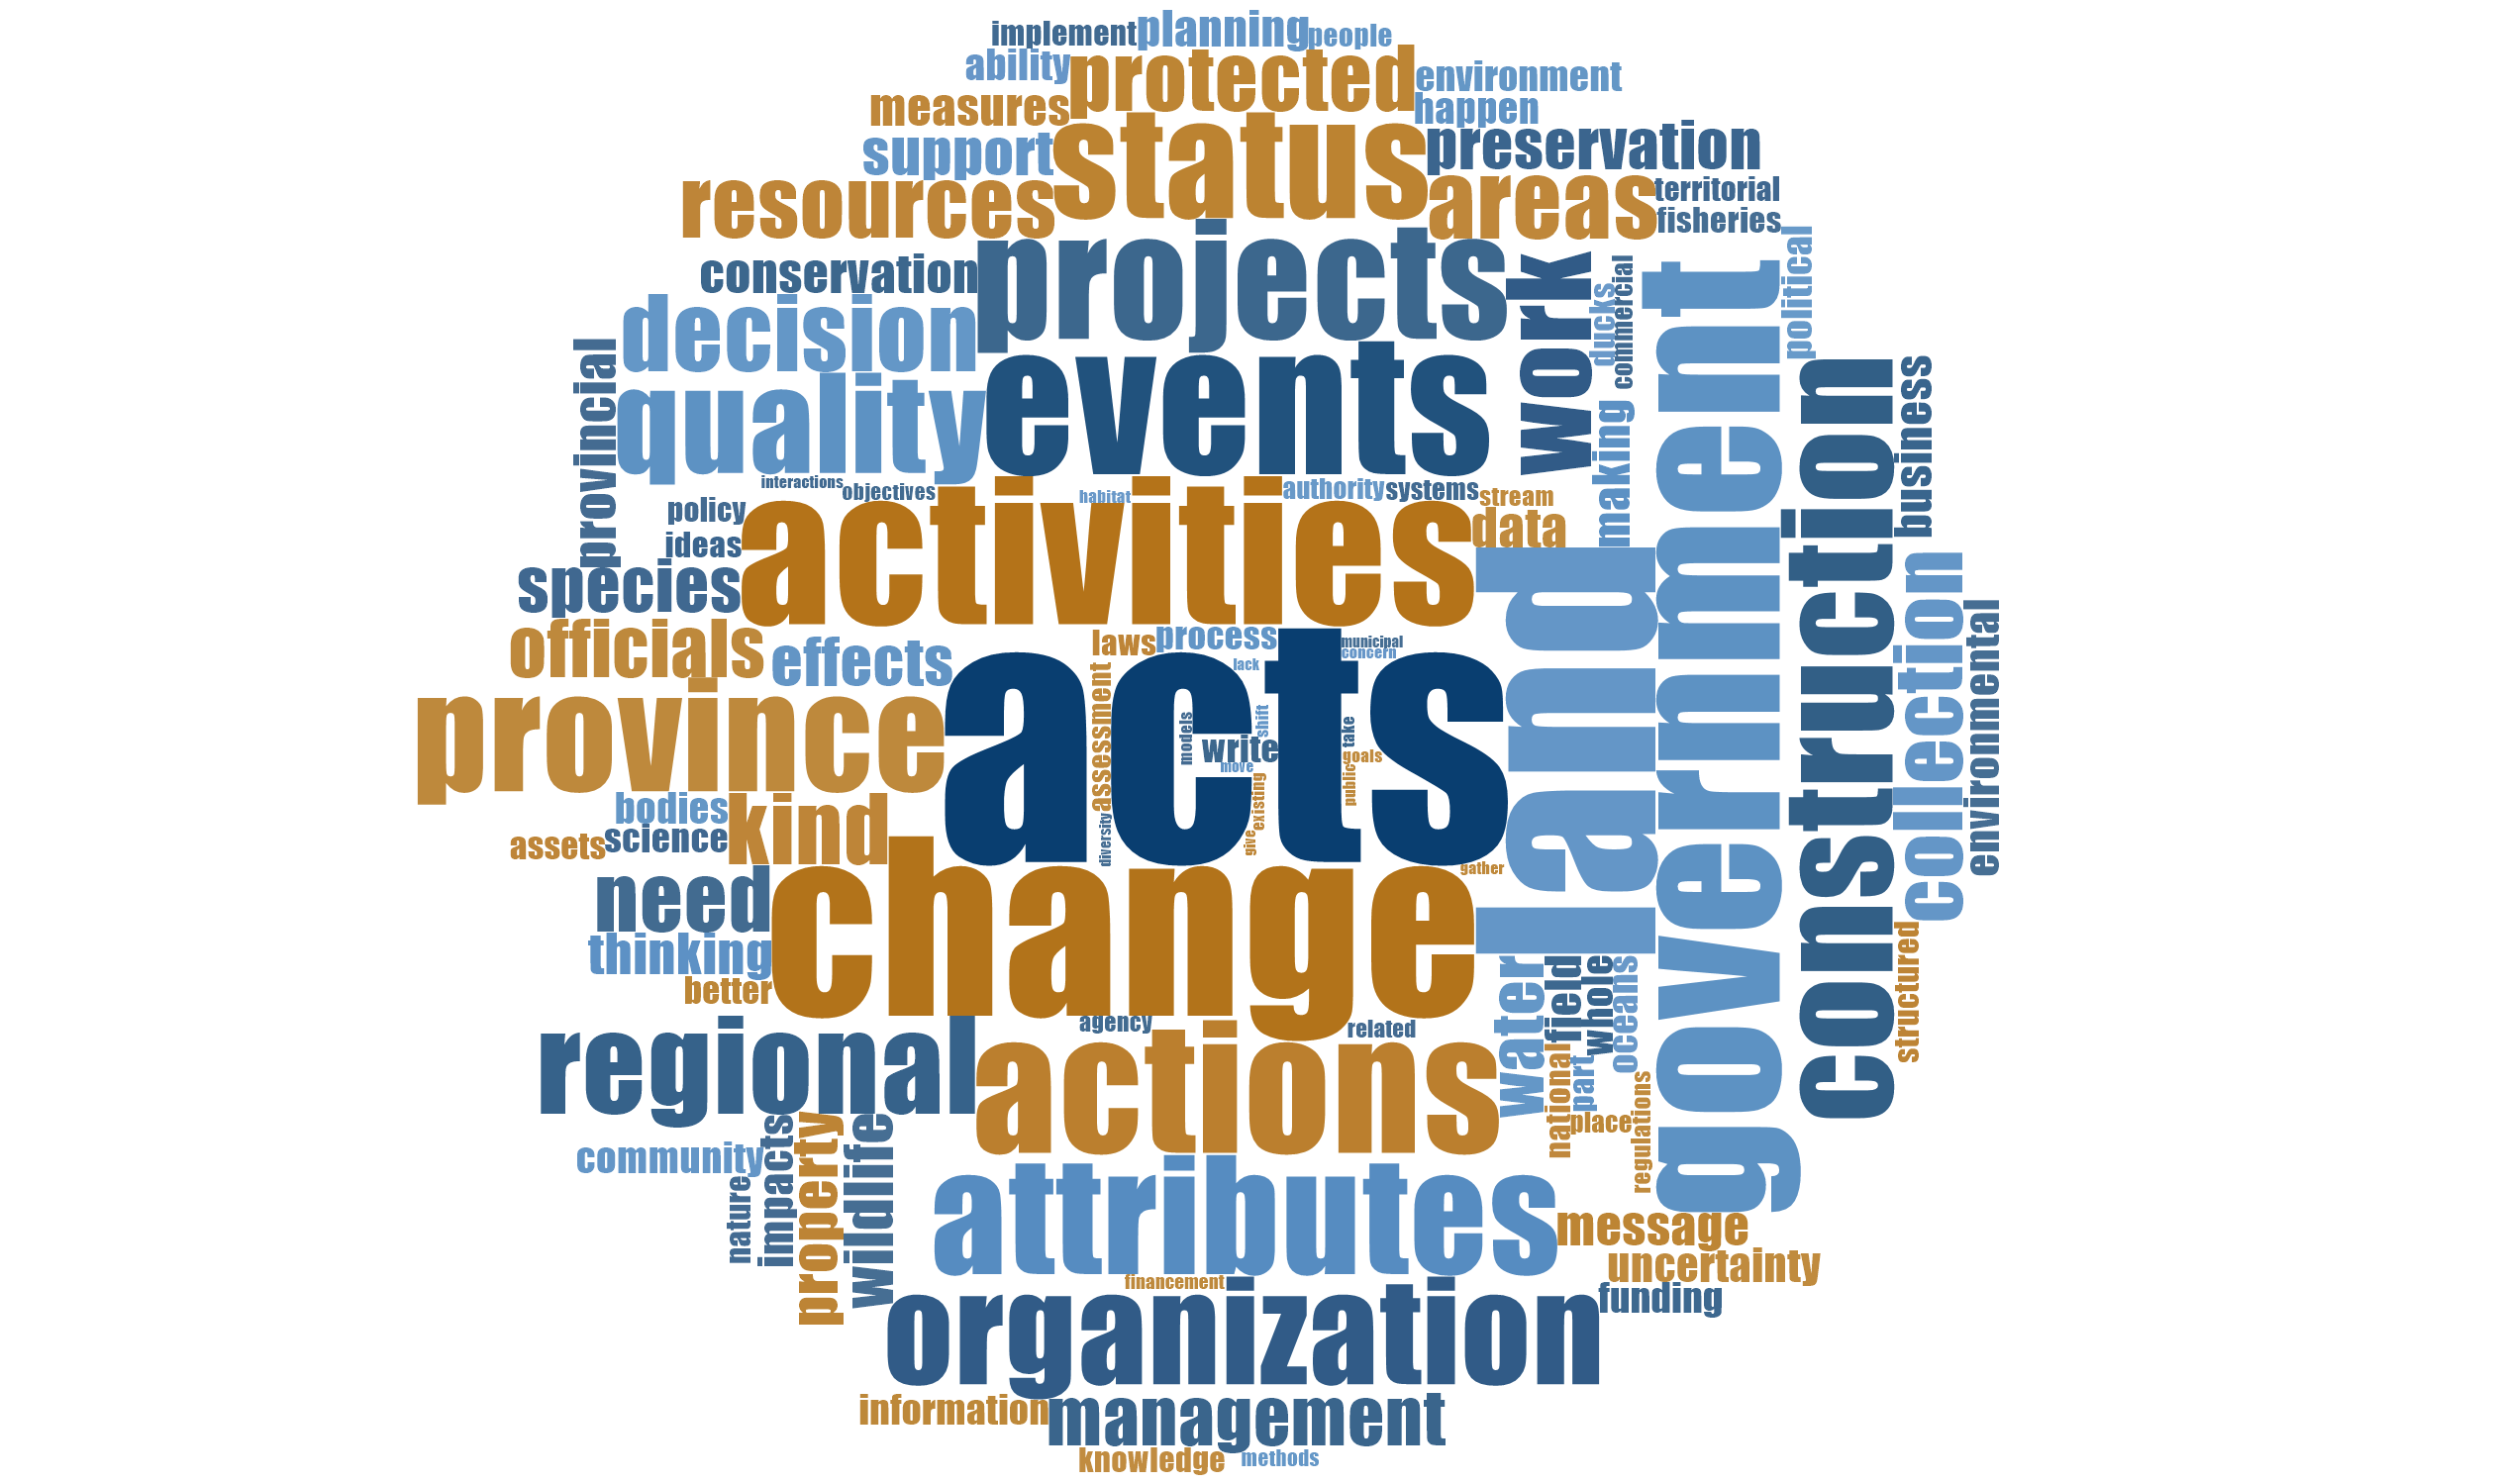 implement
planning
people
ability
protected
environment
measures
happen
support
status
preservation
resources
areas
territorial
fisheries
conservation
projects
work
ducks
commercial
political
decision
provincial
quality
events
making
government
construction
business
interactions
objectives
habitat
authority
systems
stream
policy
activities
data
ideas
species
land
collection
environmental
officials
effects
laws
process
municipal
concern
lack
province
acts
assessment
models
write
shift
move
take
goals
public
existing
give
diversity
bodies
kind
assets
science
gather
need
change
thinking
better
structured
regional
agency
related
actions
water
field
whole
oceans
national
part
place
regulations
community
nature
impacts
property
wildlife
attributes
message
uncertainty
financement
funding
organization
information
management
knowledge
methods